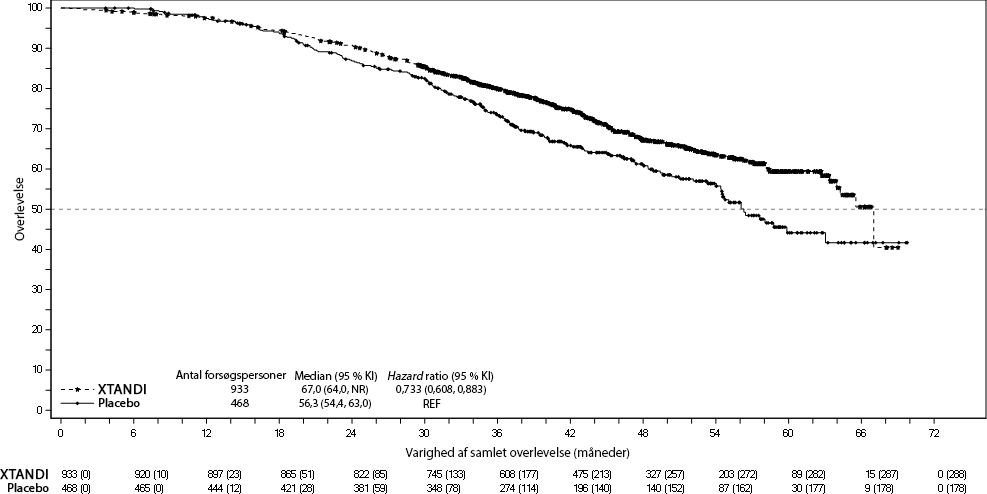 100
90
80
70
60
50
40
30
20
10
0
Overlevelse
Antal forsøgspersoner Median (95 % KI) Hazard ratio (95 % KI)
XTANDI 933 67,0 (64,0, NR) 0,733 (0,608, 0,883)
Placebo 468 56,3 (54,4, 63,0) REF
0 6 12 18 24 30 36 42 48 54 60 66 72
Varighed af samlet overlevelse (måneder)
XTANDI 933 (0) 920 (10) 897 (23) 865 (51) 822 (85) 745 (133) 608 (177) 475 (213) 327 (257) 203 (272) 89 (282) 15 (287) 0 (288)
Placebo 468 (0) 465 (0) 444 (12) 421 (28) 381 (59) 348 (78) 274 (114) 196 (140) 140 (152) 87 (162) 30 (177) 9 (178) 0 (178)